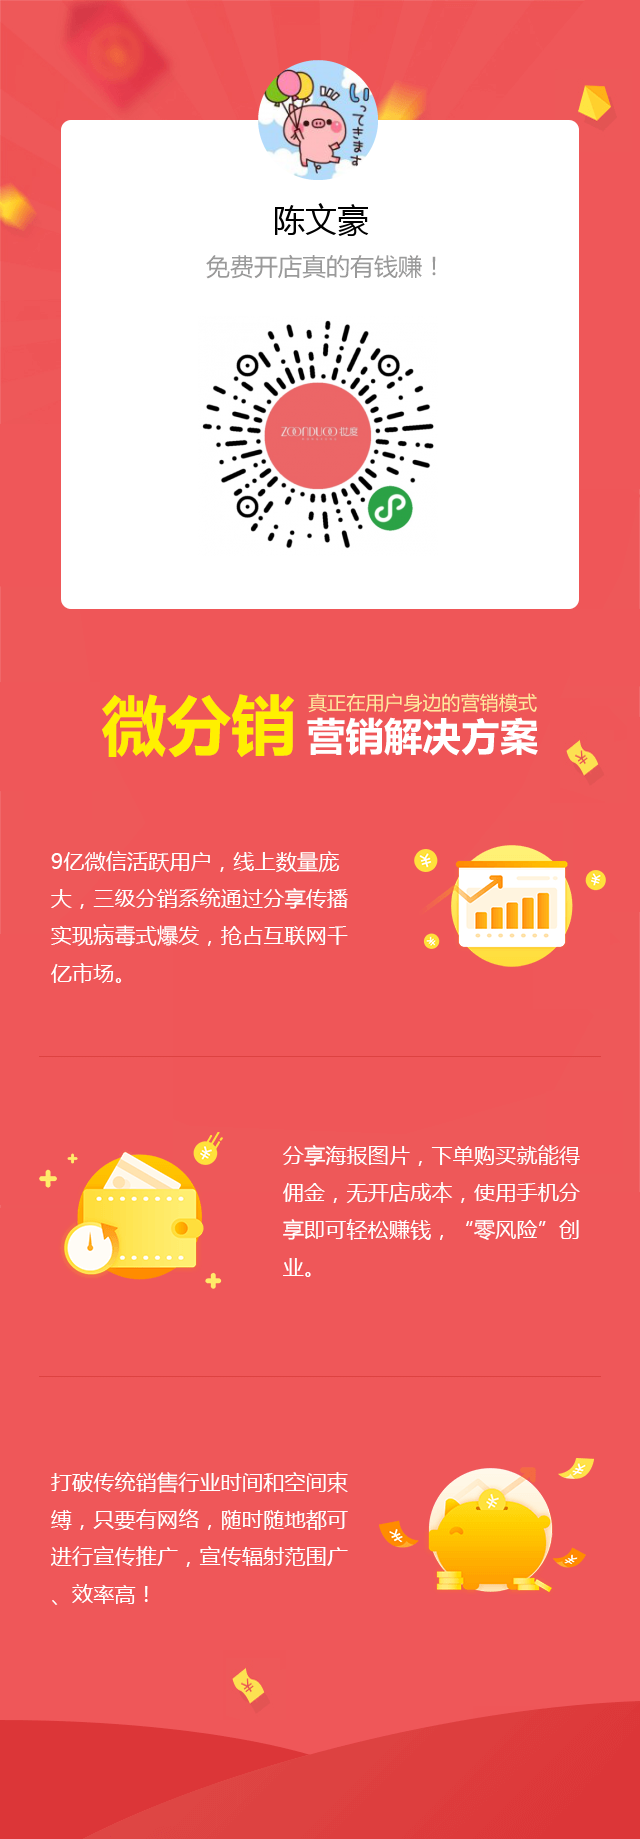 いってきます
陈文豪
免费开店真的有钱赚！
ZOONDUOO 忆度
微分销
真正在用户身边的营销模式
营销解决方案
9亿微信活跃用户，线上数量庞
大，三级分销系统通过分享传播
实现病毒式爆发，抢占互联网千
亿市场。
分享海报图片，下单购买就能得
佣金，无开店成本，使用手机分
享即可轻松赚钱，“零风险”创
业。
打破传统销售行业时间和空间束
缚，只要有网络，随时随地都可
进行宣传推广，宣传辐射范围广
、效率高！